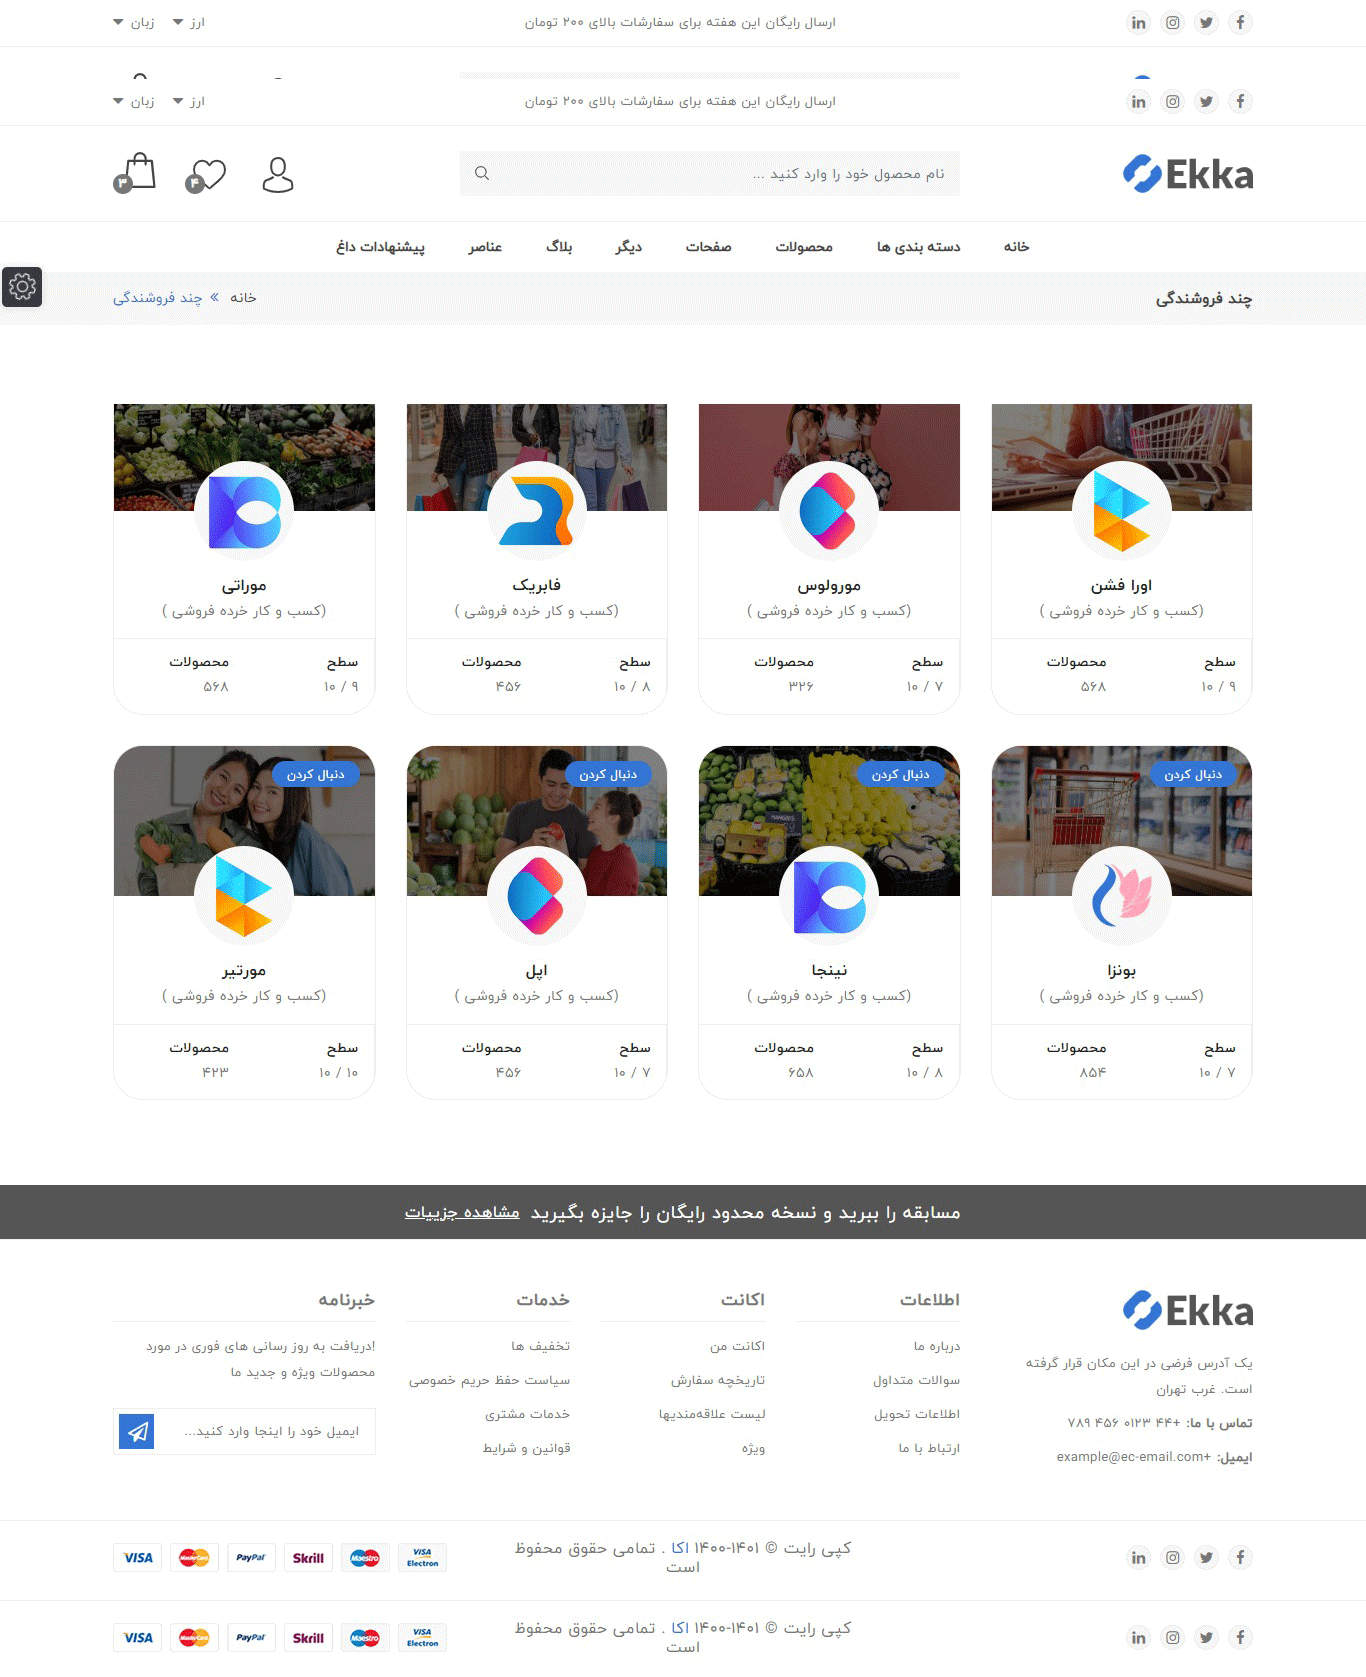 ارسال رایگان این هفته برای سفارشات بالای ۲۰۰ تومان
ارز
زبان
ارسال رایگان این هفته برای سفارشات بالای ۲۰۰ تومان
ارز
زبان
Ekka
نام محصول خود را وارد کنید ...
۴
۳
خانه
دسته بندی ها
محصولات
صفحات
دیگر
بلاگ
عناصر
پیشنهادات داغ
چند فروشندگی
خانه » چند فروشندگی
اورا فشن
(کسب و کار خرده فروشی )
سطح
محصولات
۹ / ۱۰
۵۶۸
مورولوس
(کسب و کار خرده فروشی )
سطح
محصولات
۷ / ۱۰
۳۲۶
فابریک
(کسب و کار خرده فروشی )
سطح
محصولات
۸ / ۱۰
۴۵۶
موراتی
(کسب و کار خرده فروشی )
سطح
محصولات
۹ / ۱۰
۵۶۸
دنبال کردن
بونزا
(کسب و کار خرده فروشی )
سطح
محصولات
۷ / ۱۰
۸۵۴
دنبال کردن
نینجا
(کسب و کار خرده فروشی )
سطح
محصولات
۸ / ۱۰
۶۵۸
دنبال کردن
اپل
(کسب و کار خرده فروشی )
سطح
محصولات
۷ / ۱۰
۴۵۶
دنبال کردن
مورتیر
(کسب و کار خرده فروشی )
سطح
محصولات
۱۰ / ۱۰
۴۲۳
مسابقه را ببرید و نسخه محدود رایگان را جایزه بگیرید مشاهده جزییات
Ekka
یک آدرس فرضی در این مکان قرار گرفته
است. غرب تهران
تماس با ما: +۴۴ ۰۱۲۳ ۴۵۶ ۷۸۹
ایمیل: +example@ec-email.com
اطلاعات
درباره ما
سوالات متداول
اطلاعات تحویل
ارتباط با ما
اکانت
اکانت من
تاریخچه سفارش
لیست علاقه‌مندیها
ویژه
خدمات
تخفیف ها
سیاست حفظ حریم خصوصی
خدمات مشتری
قوانین و شرایط
خبرنامه
!دریافت به روز رسانی های فوری در مورد
محصولات ویژه و جدید ما
ایمیل خود را اینجا وارد کنید...
کپی رایت © ۱۴۰۱-۱۴۰۰ اکا . تمامی حقوق محفوظ
است
VISA
MasterCard
PayPal
Skrill
Maestro
VISA
Electron
کپی رایت © ۱۴۰۱-۱۴۰۰ اکا . تمامی حقوق محفوظ
است
VISA
MasterCard
PayPal
Skrill
Maestro
VISA
Electron